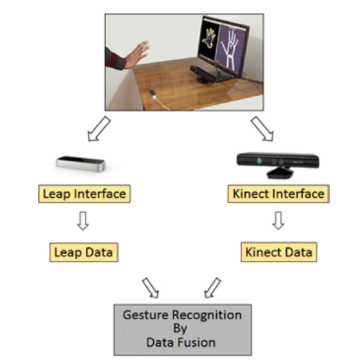 Leap Interface
Kinect Interface
Leap Data
Kinect Data
Gesture Recognition
By
Data Fusion